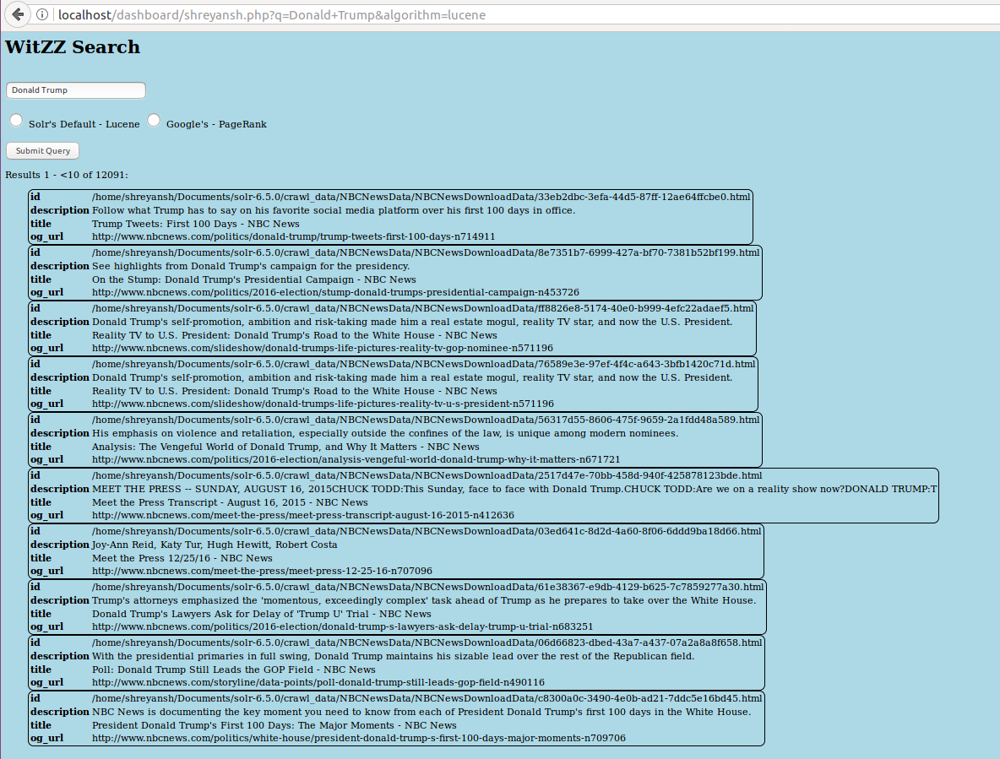 localhost/dashboard/shreyansh.php?q=Donald+Trump&algorithm=lucene
WitZZ Search
Donald Trump
Solr's Default - Lucene Google's - PageRank
Submit Query
Results 1 - <10 of 12091:
id /home/shreyansh/Documents/solr-6.5.0/crawl_data/NBCNewsData/NBCNewsDownloadData/33eb2dbc-3efa-44d5-87ff-12ae64ffcbe0.html
description Follow what Trump has to say on his favorite social media platform over his first 100 days in office.
title Trump Tweets: First 100 Days - NBC News
og_url http://www.nbcnews.com/politics/donald-trump/trump-tweets-first-100-days-n714911
id /home/shreyansh/Documents/solr-6.5.0/crawl_data/NBCNewsData/NBCNewsDownloadData/8e7351b7-6999-427a-bf70-7381b52bf199.html
description See highlights from Donald Trump's campaign for the presidency.
title On the Stump: Donald Trump's Presidential Campaign - NBC News
og_url http://www.nbcnews.com/politics/2016-election/stump-donald-trumps-presidential-campaign-n453726
id /home/shreyansh/Documents/solr-6.5.0/crawl_data/NBCNewsData/NBCNewsDownloadData/ff8826e8-5174-40e0-b999-4efc22adaef5.html
description Donald Trump's self-promotion, ambition and risk-taking made him a real estate mogul, reality TV star, and now the U.S. President.
title Reality TV to U.S. President: Donald Trump's Road to the White House - NBC News
og_url http://www.nbcnews.com/slideshow/donald-trumps-life-pictures-reality-tv-gop-nominee-n571196
id /home/shreyansh/Documents/solr-6.5.0/crawl_data/NBCNewsData/NBCNewsDownloadData/76589e3e-97ef-4f4c-a643-3bfb1420c71d.html
description Donald Trump's self-promotion, ambition and risk-taking made him a real estate mogul, reality TV star, and now the U.S. President.
title Reality TV to U.S. President: Donald Trump's Road to the White House - NBC News
og_url http://www.nbcnews.com/slideshow/donald-trumps-life-pictures-reality-tv-u-s-president-n571196
id /home/shreyansh/Documents/solr-6.5.0/crawl_data/NBCNewsData/NBCNewsDownloadData/56317d55-8606-475f-9659-2a1fdd48a589.html
description His emphasis on violence and retaliation, especially outside the confines of the law, is unique among modern nominees.
title Analysis: The Vengeful World of Donald Trump, and Why It Matters - NBC News
og_url http://www.nbcnews.com/politics/2016-election/analysis-vengeful-world-donald-trump-why-it-matters-n671721
id /home/shreyansh/Documents/solr-6.5.0/crawl_data/NBCNewsData/NBCNewsDownloadData/2517d47e-70bb-458d-940f-425878123bde.html
description MEET THE PRESS -- SUNDAY, AUGUST 16, 2015CHUCK TODD:This Sunday, face to face with Donald Trump.CHUCK TODD:Are we on a reality show now?DONALD TRUMP:T
title Meet the Press Transcript - August 16, 2015 - NBC News
og_url http://www.nbcnews.com/meet-the-press/meet-press-transcript-august-16-2015-n412636
id /home/shreyansh/Documents/solr-6.5.0/crawl_data/NBCNewsData/NBCNewsDownloadData/03ed641c-8d2d-4a60-8f06-6ddd9ba18d66.html
description Joy-Ann Reid, Katy Tur, Hugh Hewitt, Robert Costa
title Meet the Press 12/25/16 - NBC News
og_url http://www.nbcnews.com/meet-the-press/meet-press-12-25-16-n707096
id /home/shreyansh/Documents/solr-6.5.0/crawl_data/NBCNewsData/NBCNewsDownloadData/61e38367-e9db-4129-b625-7c7859277a30.html
description Trump's attorneys emphasized the 'momentous, exceedingly complex' task ahead of Trump as he prepares to take over the White House.
title Donald Trump's Lawyers Ask for Delay of 'Trump U' Trial - NBC News
og_url http://www.nbcnews.com/politics/2016-election/donald-trump-s-lawyers-ask-delay-trump-u-trial-n683251
id /home/shreyansh/Documents/solr-6.5.0/crawl_data/NBCNewsData/NBCNewsDownloadData/06d66823-dbed-43a7-a437-07a2a8a8f658.html
description With the presidential primaries in full swing, Donald Trump maintains his sizable lead over the rest of the Republican field.
title Poll: Donald Trump Still Leads the GOP Field - NBC News
og_url http://www.nbcnews.com/storyline/data-points/poll-donald-trump-still-leads-gop-field-n490116
id /home/shreyansh/Documents/solr-6.5.0/crawl_data/NBCNewsData/NBCNewsDownloadData/c8300a0c-3490-4e0b-ad21-7ddc5e16bd45.html
description NBC News is documenting the key moment you need to know from each of President Donald Trump's first 100 days in the White House.
title President Donald Trump's First 100 Days: The Major Moments - NBC News
og_url http://www.nbcnews.com/politics/white-house/president-donald-trump-s-first-100-days-major-moments-n709706